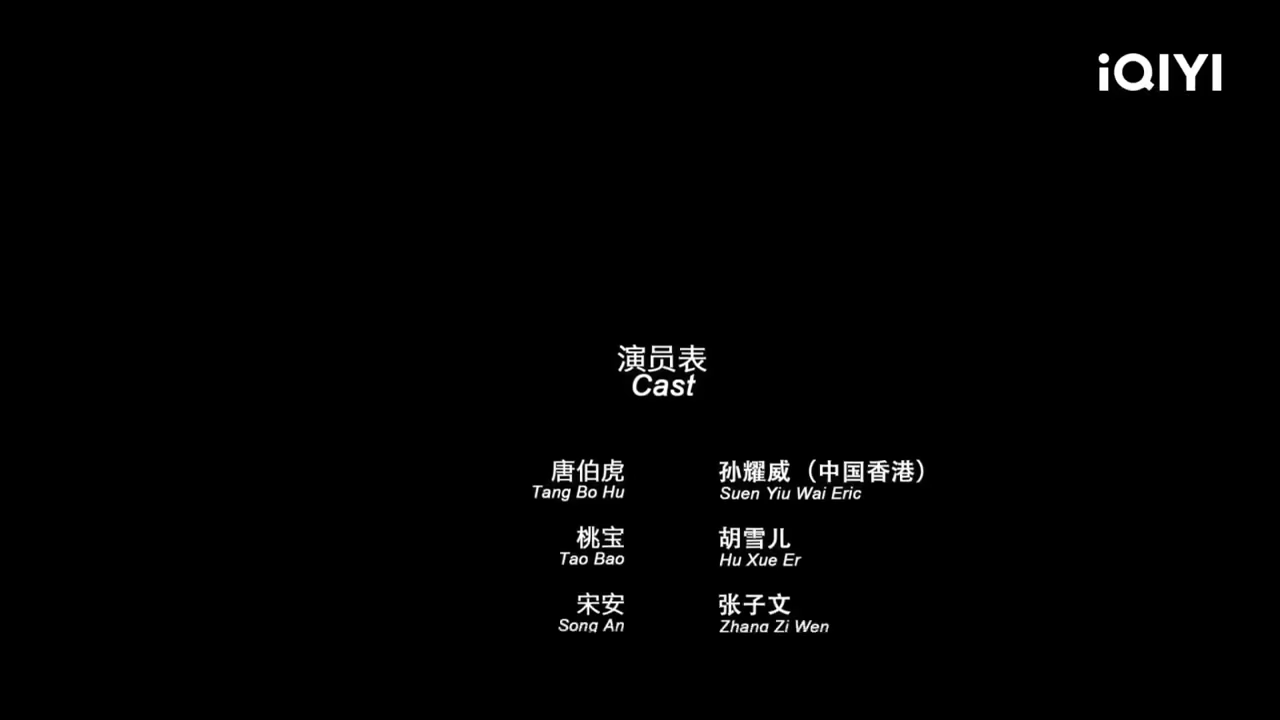 iQIYI
演员表
Cast
唐伯虎 孙耀威（中国香港）
Tang Bo Hu Suen Yiu Wai Eric
桃宝 胡雪儿
Tao Bao Hu Xue Er
宋安 张子文
Song An Zhang Zi Wen